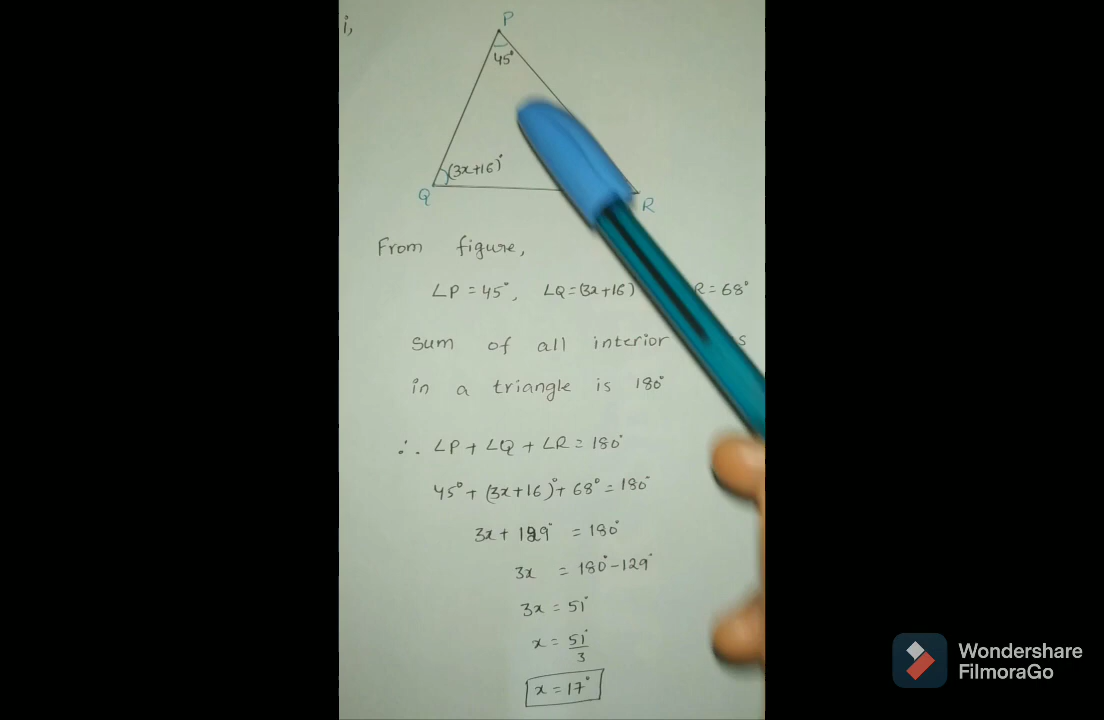 i,
P
45°
(3x+16)°
Q
R
From figure,
∠P = 45°, ∠Q = (3x+16) R = 68°
Sum of all interior s
in a triangle is 180°
∴ ∠P + ∠Q + ∠R = 180°
45° + (3x+16)° + 68° = 180°
3x + 129° = 180°
3x = 180° - 129°
3x = 51°
x = 51°/3
x = 17°
Wondershare
FilmoraGo